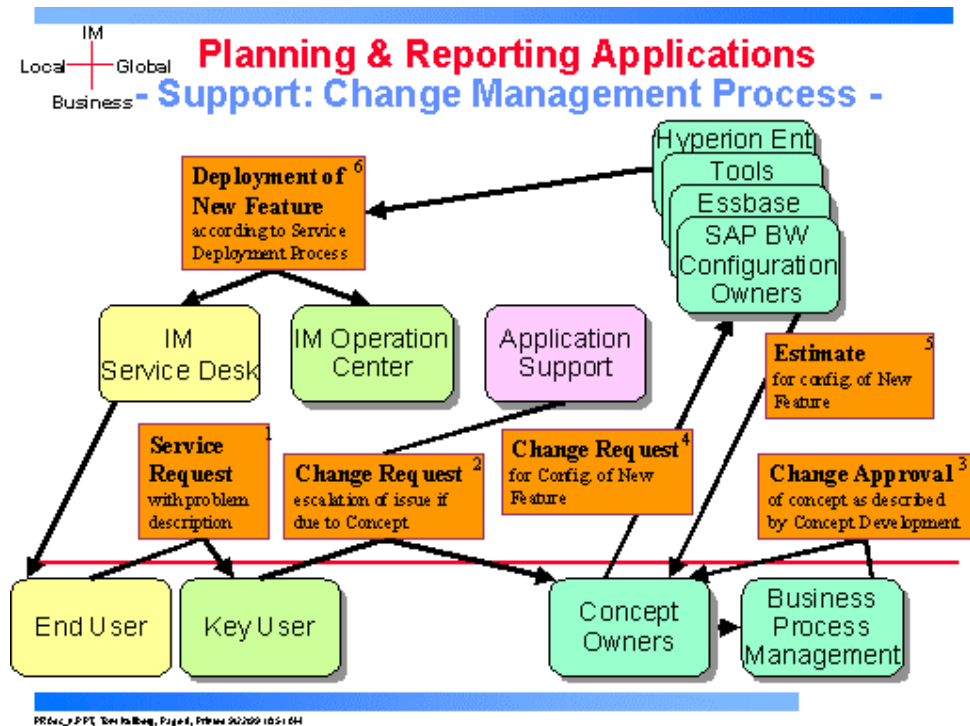 IM
Local
Global
Business
Planning & Reporting Applications
- Support: Change Management Process -
Hyperion Ent
Tools
Essbase
SAP BW
Configuration
Owners
Deployment of 6
New Feature
according to Service
Deployment Process
IM
Service Desk
IM Operation
Center
Application
Support
Estimate 5
for config. of New
Feature
Service 1
Request
with problem
description
Change Request 2
escalation of issue if
due to Concept
Change Request 4
for Config. of New
Feature
Change Approval 3
of concept as described
by Concept Development
End User
Key User
Concept
Owners
Business
Process
Management